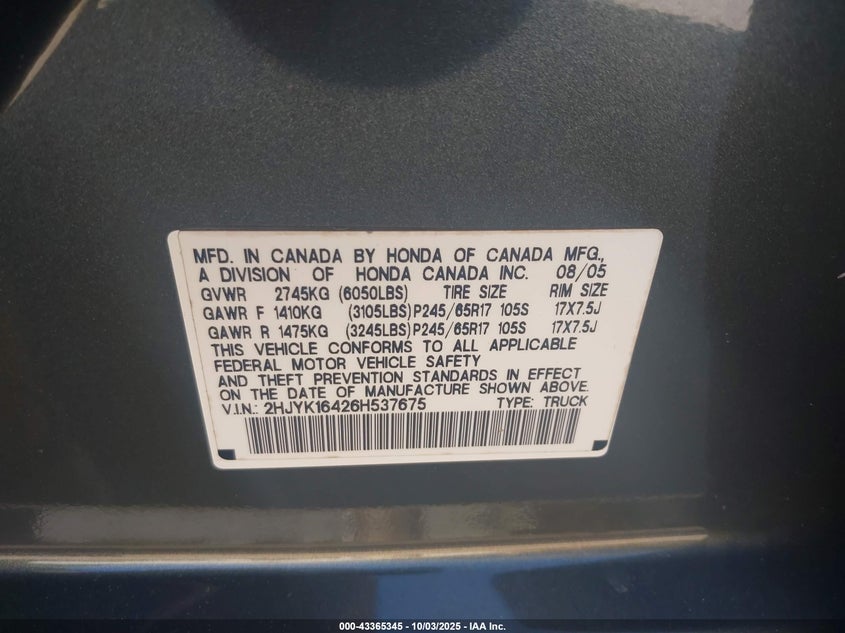 MFD. IN CANADA BY HONDA OF CANADA MFG.,
A DIVISION OF HONDA CANADA INC. 08/05
GVWR 2745KG (6050LBS) TIRE SIZE RIM SIZE
GAWR F 1410KG (3105LBS) P245/65R17 105S 17X7.5J
GAWR R 1475KG (3245LBS) P245/65R17 105S 17X7.5J
THIS VEHICLE CONFORMS TO ALL APPLICABLE
FEDERAL MOTOR VEHICLE SAFETY
AND THEFT PREVENTION STANDARDS IN EFFECT
ON THE DATE OF MANUFACTURE SHOWN ABOVE.
V.I.N.: 2HJYK16426H537675 TYPE: TRUCK
000-43365345 - 10/03/2025 - IAA Inc.